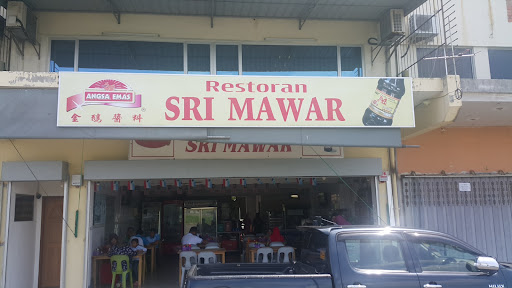 Restoran
ANGSA EMAS
SRI MAWAR
金鵝醬料
SRI MAWAR